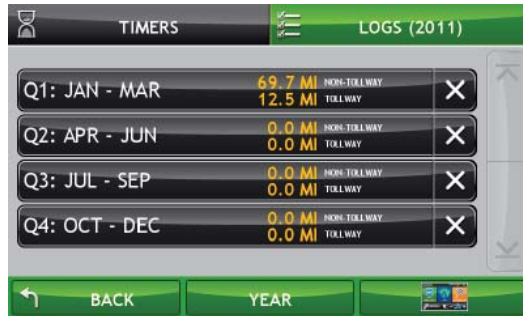 TIMERS
LOGS (2011)
Q1: JAN - MAR
69.7 MI NON-TOLLWAY
12.5 MI TOLLWAY
Q2: APR - JUN
0.0 MI NON-TOLLWAY
0.0 MI TOLLWAY
Q3: JUL - SEP
0.0 MI NON-TOLLWAY
0.0 MI TOLLWAY
Q4: OCT - DEC
0.0 MI NON-TOLLWAY
0.0 MI TOLLWAY
BACK
YEAR